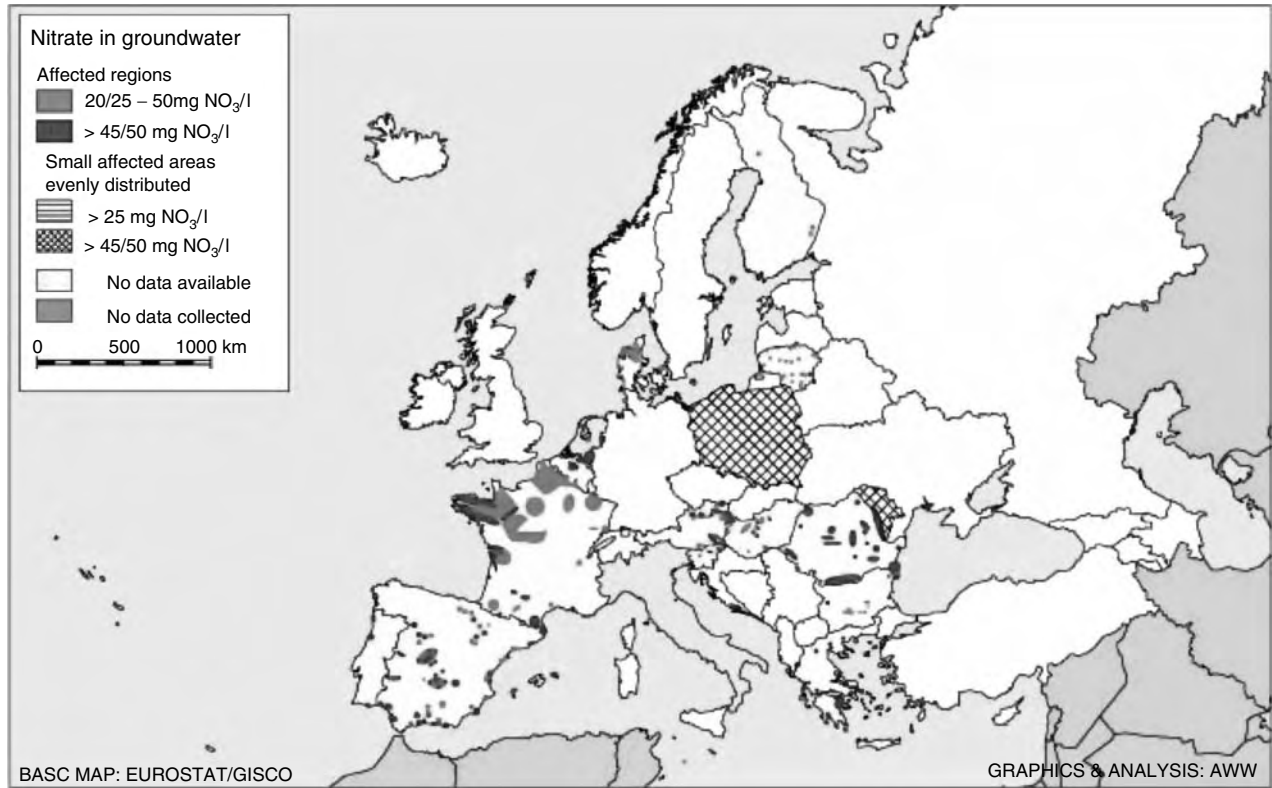 Nitrate in groundwater
Affected regions
20/25 – 50mg NO3/l
> 45/50 mg NO3/l
Small affected areas
evenly distributed
> 25 mg NO3/l
> 45/50 mg NO3/l
No data available
No data collected
0 500 1000 km
BASC MAP: EUROSTAT/GISCO
GRAPHICS & ANALYSIS: AWW